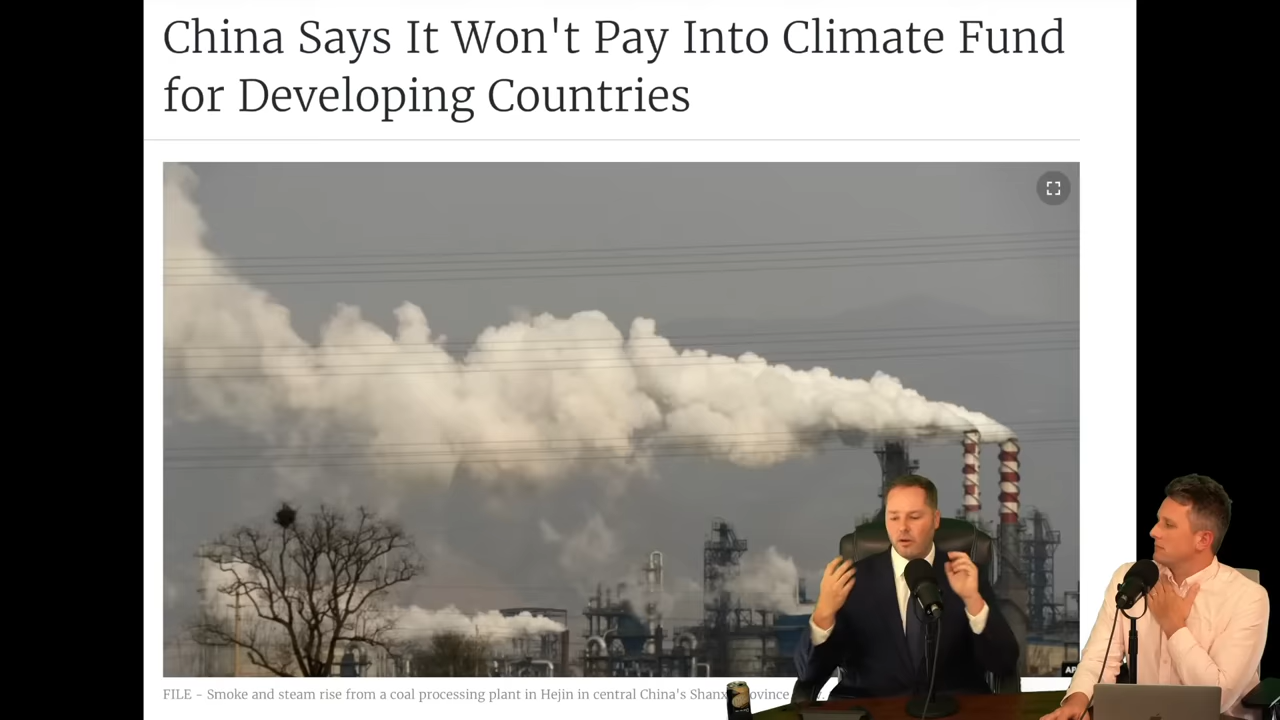 China Says It Won't Pay Into Climate Fund
for Developing Countries
FILE - Smoke and steam rise from a coal processing plant in Hejin in central China's